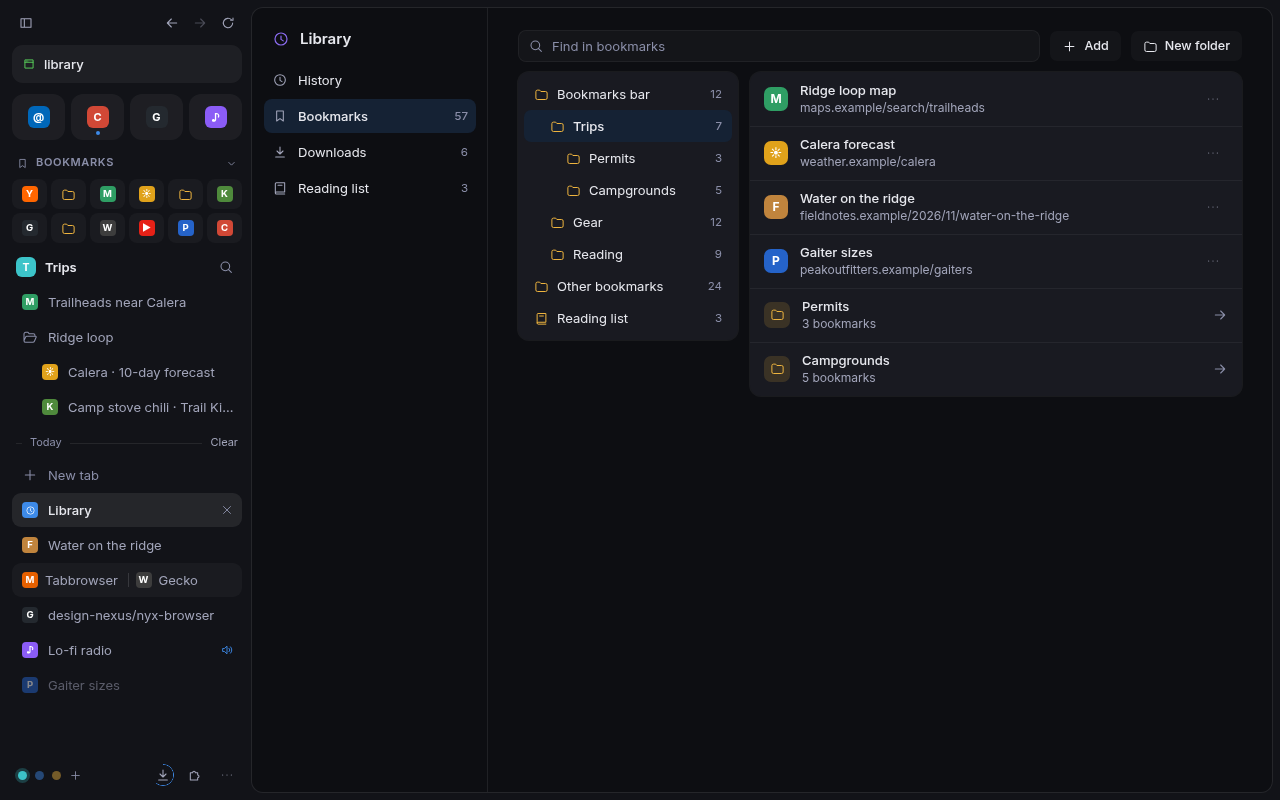 library
@
C
G
BOOKMARKS
Y
M
K
G
W
P
C
T Trips
M Trailheads near Calera
Ridge loop
Calera · 10-day forecast
K Camp stove chili · Trail Ki...
Today
Clear
New tab
Library
F Water on the ridge
M Tabbrowser
W Gecko
G design-nexus/nyx-browser
Lo-fi radio
P Gaiter sizes
Library
History
Bookmarks 57
Downloads 6
Reading list 3
Find in bookmarks
Add
New folder
Bookmarks bar 12
Trips 7
Permits 3
Campgrounds 5
Gear 12
Reading 9
Other bookmarks 24
Reading list 3
M
Ridge loop map
maps.example/search/trailheads
Calera forecast
weather.example/calera
F
Water on the ridge
fieldnotes.example/2026/11/water-on-the-ridge
P
Gaiter sizes
peakoutfitters.example/gaiters
Permits
3 bookmarks
Campgrounds
5 bookmarks